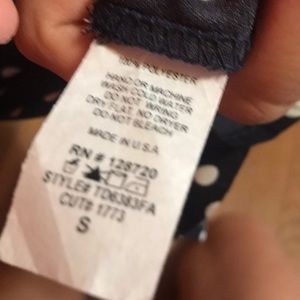 100% POLYESTER
HAND OR MACHINE
WASH COLD WATER
DO NOT WRING
DRY FLAT, NO DRYER
DO NOT BLEACH
MADE IN U.S.A.
RN # 128720
STYLE# TD6383FA
CUT# 1773
S